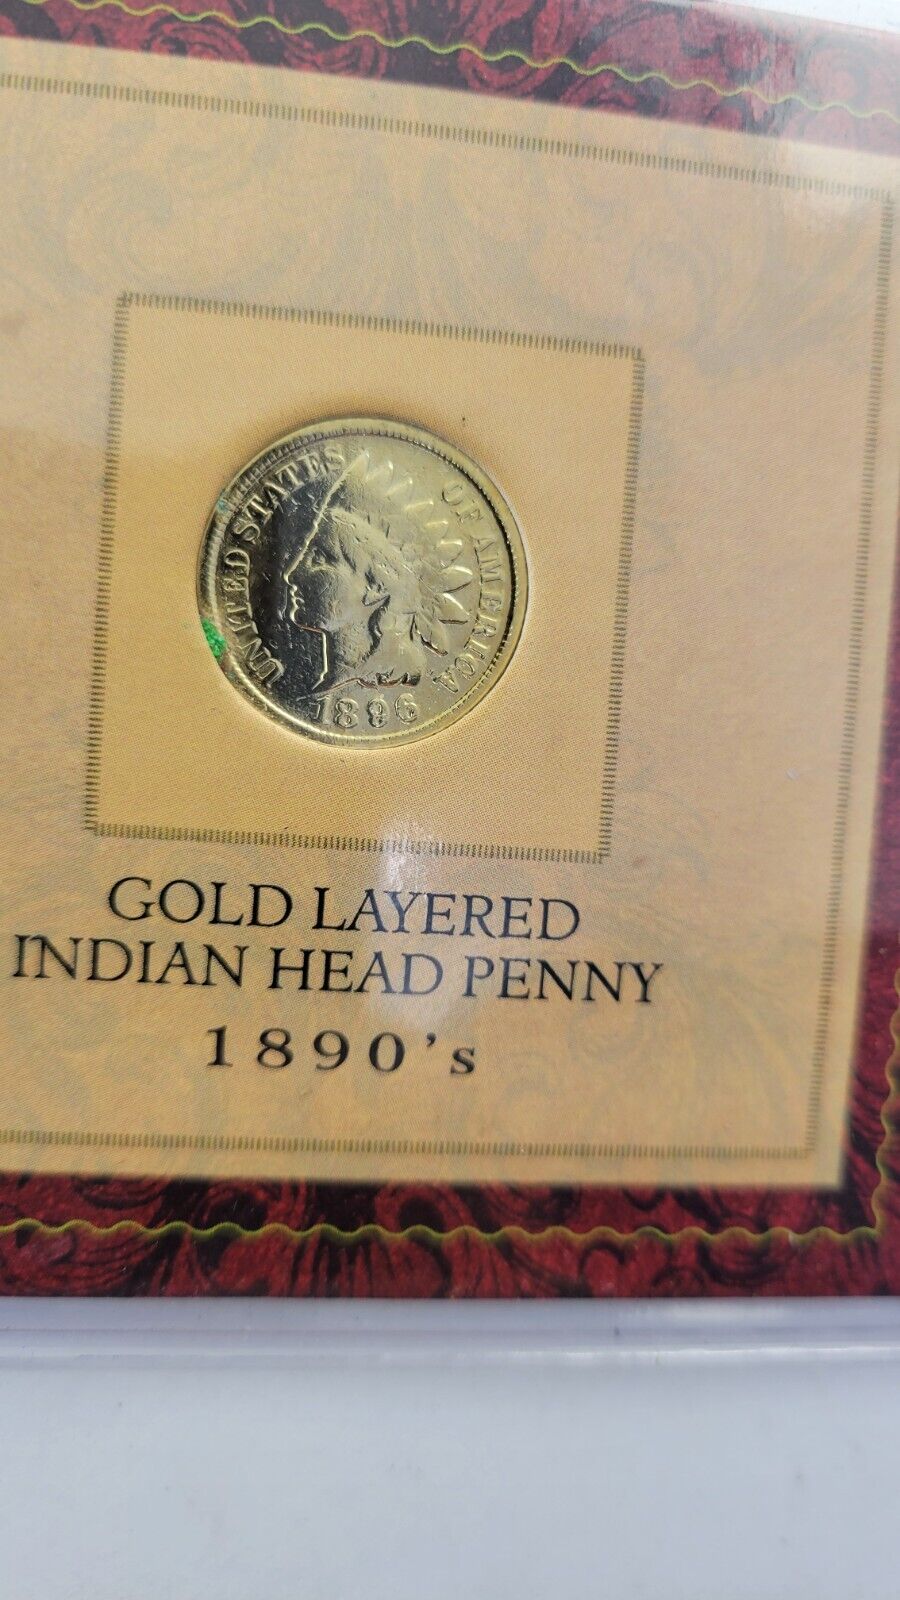 UNITED STATES OF AMERICA
1896
GOLD LAYERED
INDIAN HEAD PENNY
1890's